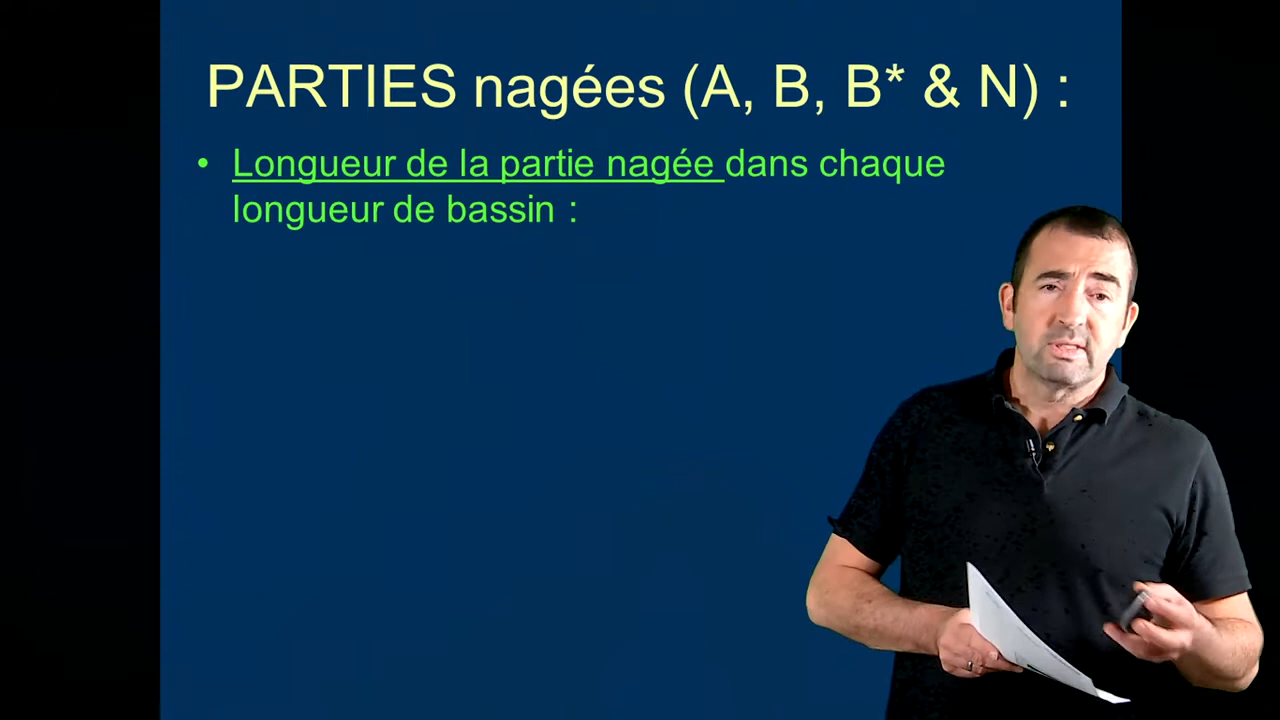 PARTIES nagées (A, B, B* & N) :
• Longueur de la partie nagée dans chaque
longueur de bassin :